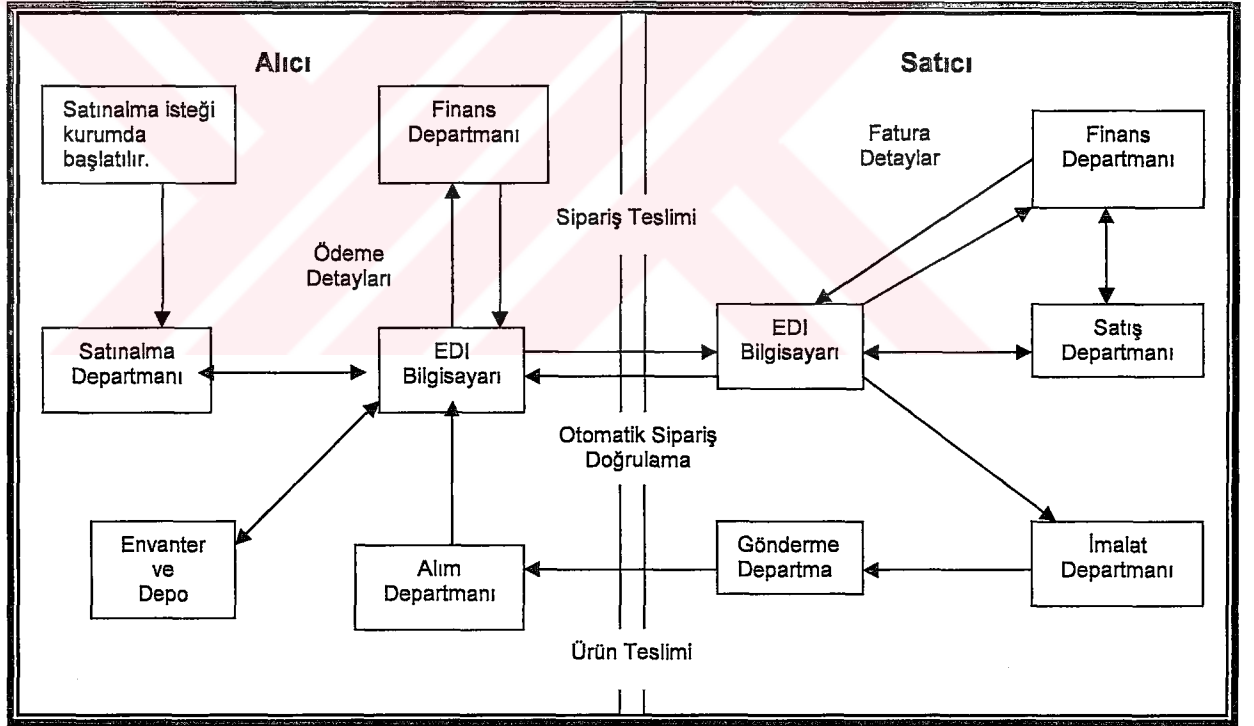 Alıcı
Satıcı
Satınalma isteği
kurumda
başlatılır.
Finans
Departmanı
Fatura
Detaylar
Finans
Departmanı
Sipariş Teslimi
Ödeme
Detayları
Satınalma
Departmanı
EDI
Bilgisayarı
EDI
Bilgisayarı
Satış
Departmanı
Otomatik Sipariş
Doğrulama
Envanter
ve
Depo
Alım
Departmanı
Gönderme
Departma
İmalat
Departmanı
Ürün Teslimi